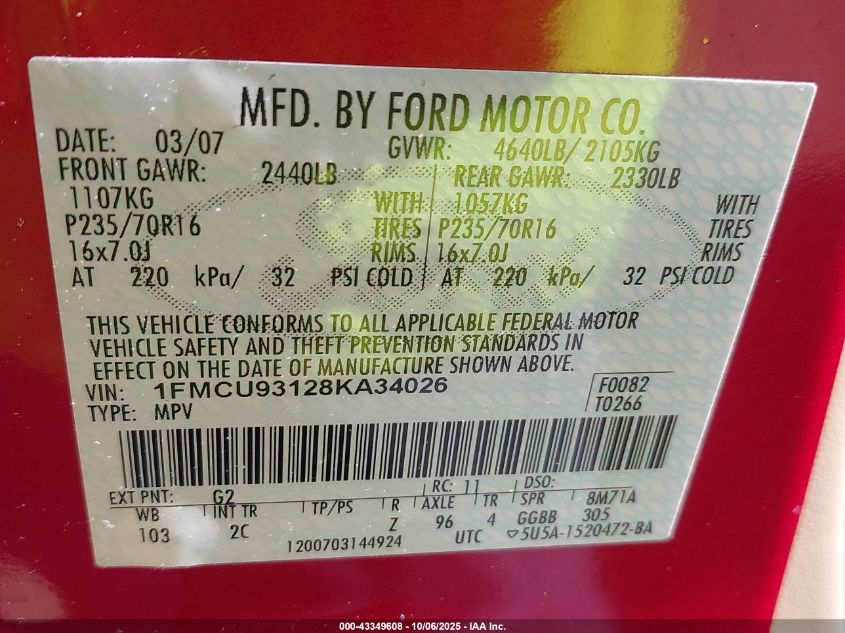 MFD. BY FORD MOTOR CO.
DATE: 03/07 GVWR: 4640LB/ 2105KG
FRONT GAWR: 2440LB REAR GAWR: 2330LB
1107KG WITH 1057KG WITH
P235/70R16 TIRES P235/70R16 TIRES
16x7.0J RIMS 16x7.0J RIMS
AT 220 kPa/ 32 PSI COLD AT 220 kPa/ 32 PSI COLD
THIS VEHICLE CONFORMS TO ALL APPLICABLE FEDERAL MOTOR
VEHICLE SAFETY AND THEFT PREVENTION STANDARDS IN
EFFECT ON THE DATE OF MANUFACTURE SHOWN ABOVE.
VIN: 1FMCU93128KA34026 F0082
TYPE: MPV T0266
EXT PNT: G2 RC: 11 DSO:
WB INT TR TP/PS R AXLE TR SPR 8M71A
103 2C Z 96 4 GGBB 305
1200703144924 UTC 5U5A-1520472-BA
000-43349608 - 10/06/2025 - IAA Inc.